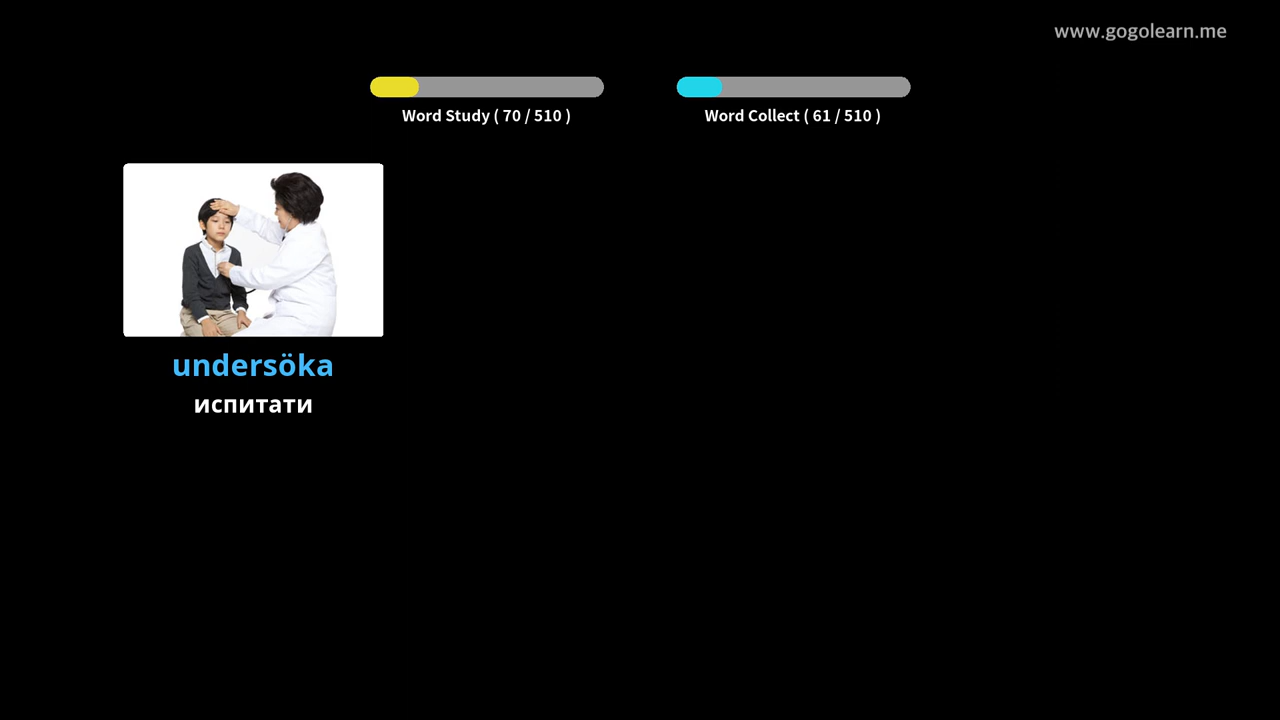 www.gogolearn.me
Word Study ( 70 / 510 )
Word Collect ( 61 / 510 )
undersöka
испитати